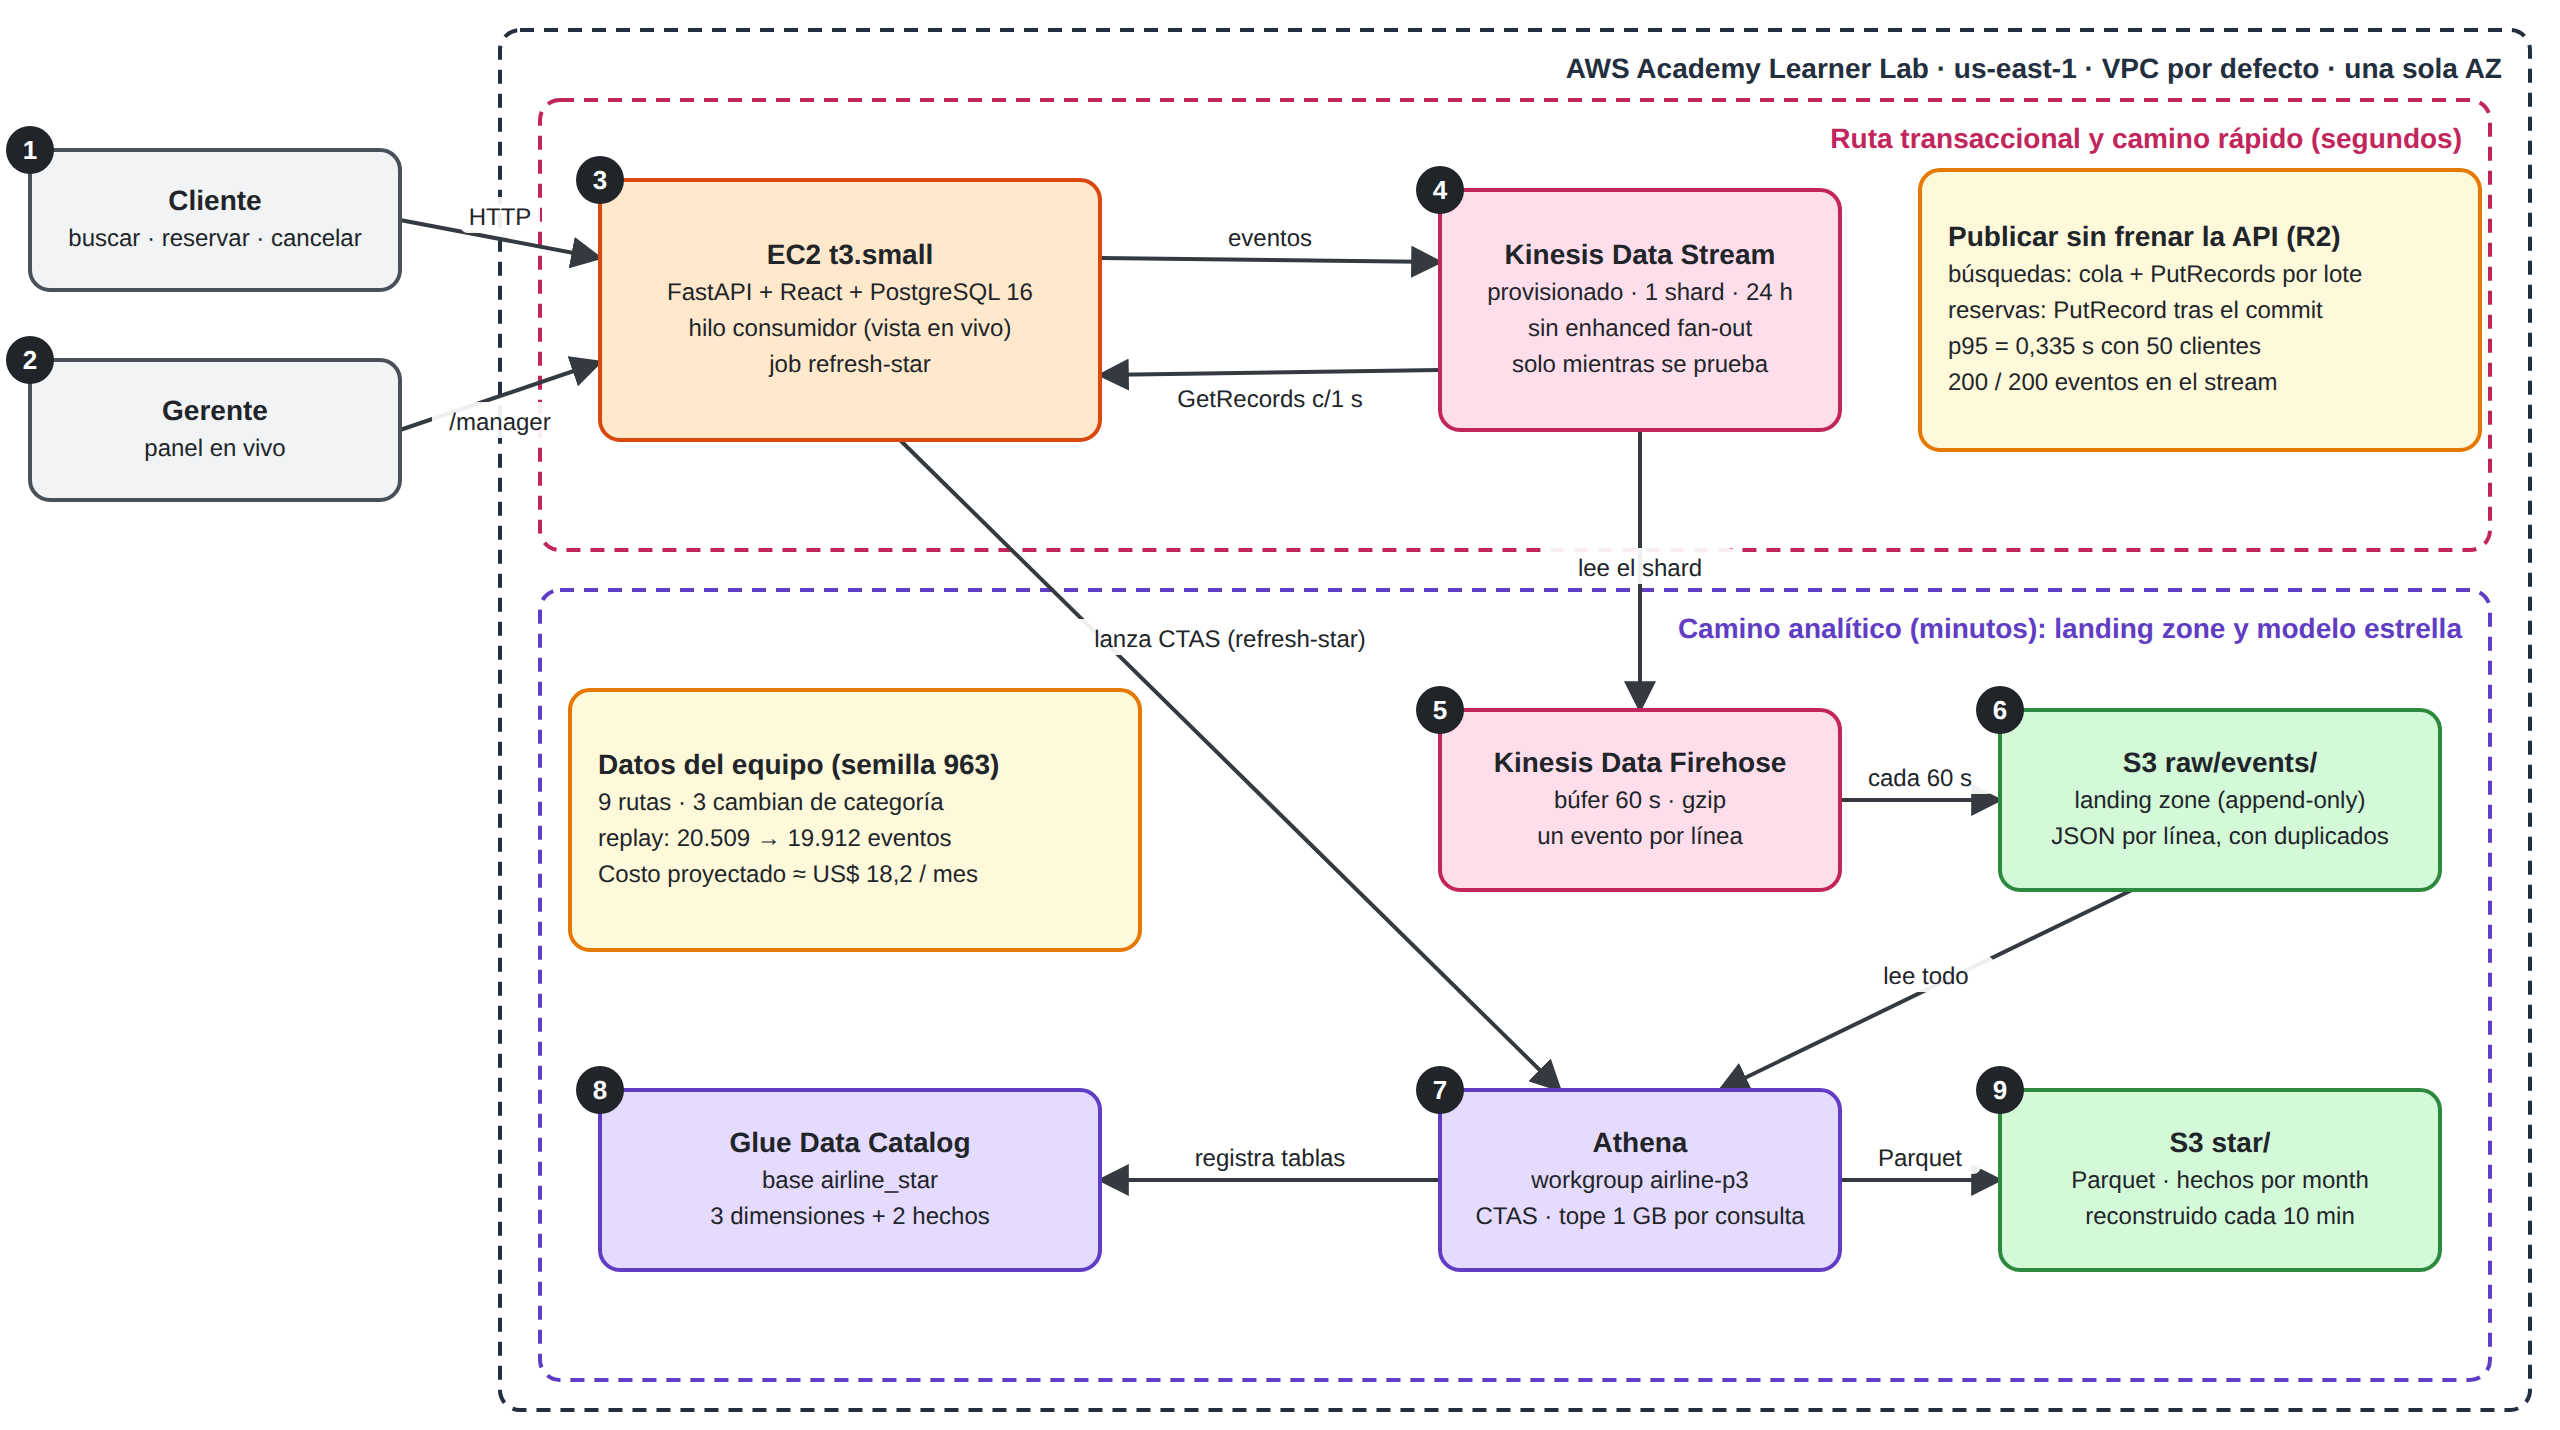 AWS Academy Learner Lab · us-east-1 · VPC por defecto · una sola AZ
Ruta transaccional y camino rápido (segundos)
1
Cliente
buscar · reservar · cancelar
HTTP
2
Gerente
panel en vivo
/manager
3
EC2 t3.small
FastAPI + React + PostgreSQL 16
hilo consumidor (vista en vivo)
job refresh-star
eventos
GetRecords c/1 s
4
Kinesis Data Stream
provisionado · 1 shard · 24 h
sin enhanced fan-out
solo mientras se prueba
Publicar sin frenar la API (R2)
búsquedas: cola + PutRecords por lote
reservas: PutRecord tras el commit
p95 = 0,335 s con 50 clientes
200 / 200 eventos en el stream
lee el shard
Camino analítico (minutos): landing zone y modelo estrella
lanza CTAS (refresh-star)
Datos del equipo (semilla 963)
9 rutas · 3 cambian de categoría
replay: 20.509 → 19.912 eventos
Costo proyectado ≈ US$ 18,2 / mes
5
Kinesis Data Firehose
búfer 60 s · gzip
un evento por línea
cada 60 s
6
S3 raw/events/
landing zone (append-only)
JSON por línea, con duplicados
lee todo
8
Glue Data Catalog
base airline_star
3 dimensiones + 2 hechos
registra tablas
7
Athena
workgroup airline-p3
CTAS · tope 1 GB por consulta
Parquet
9
S3 star/
Parquet · hechos por month
reconstruido cada 10 min